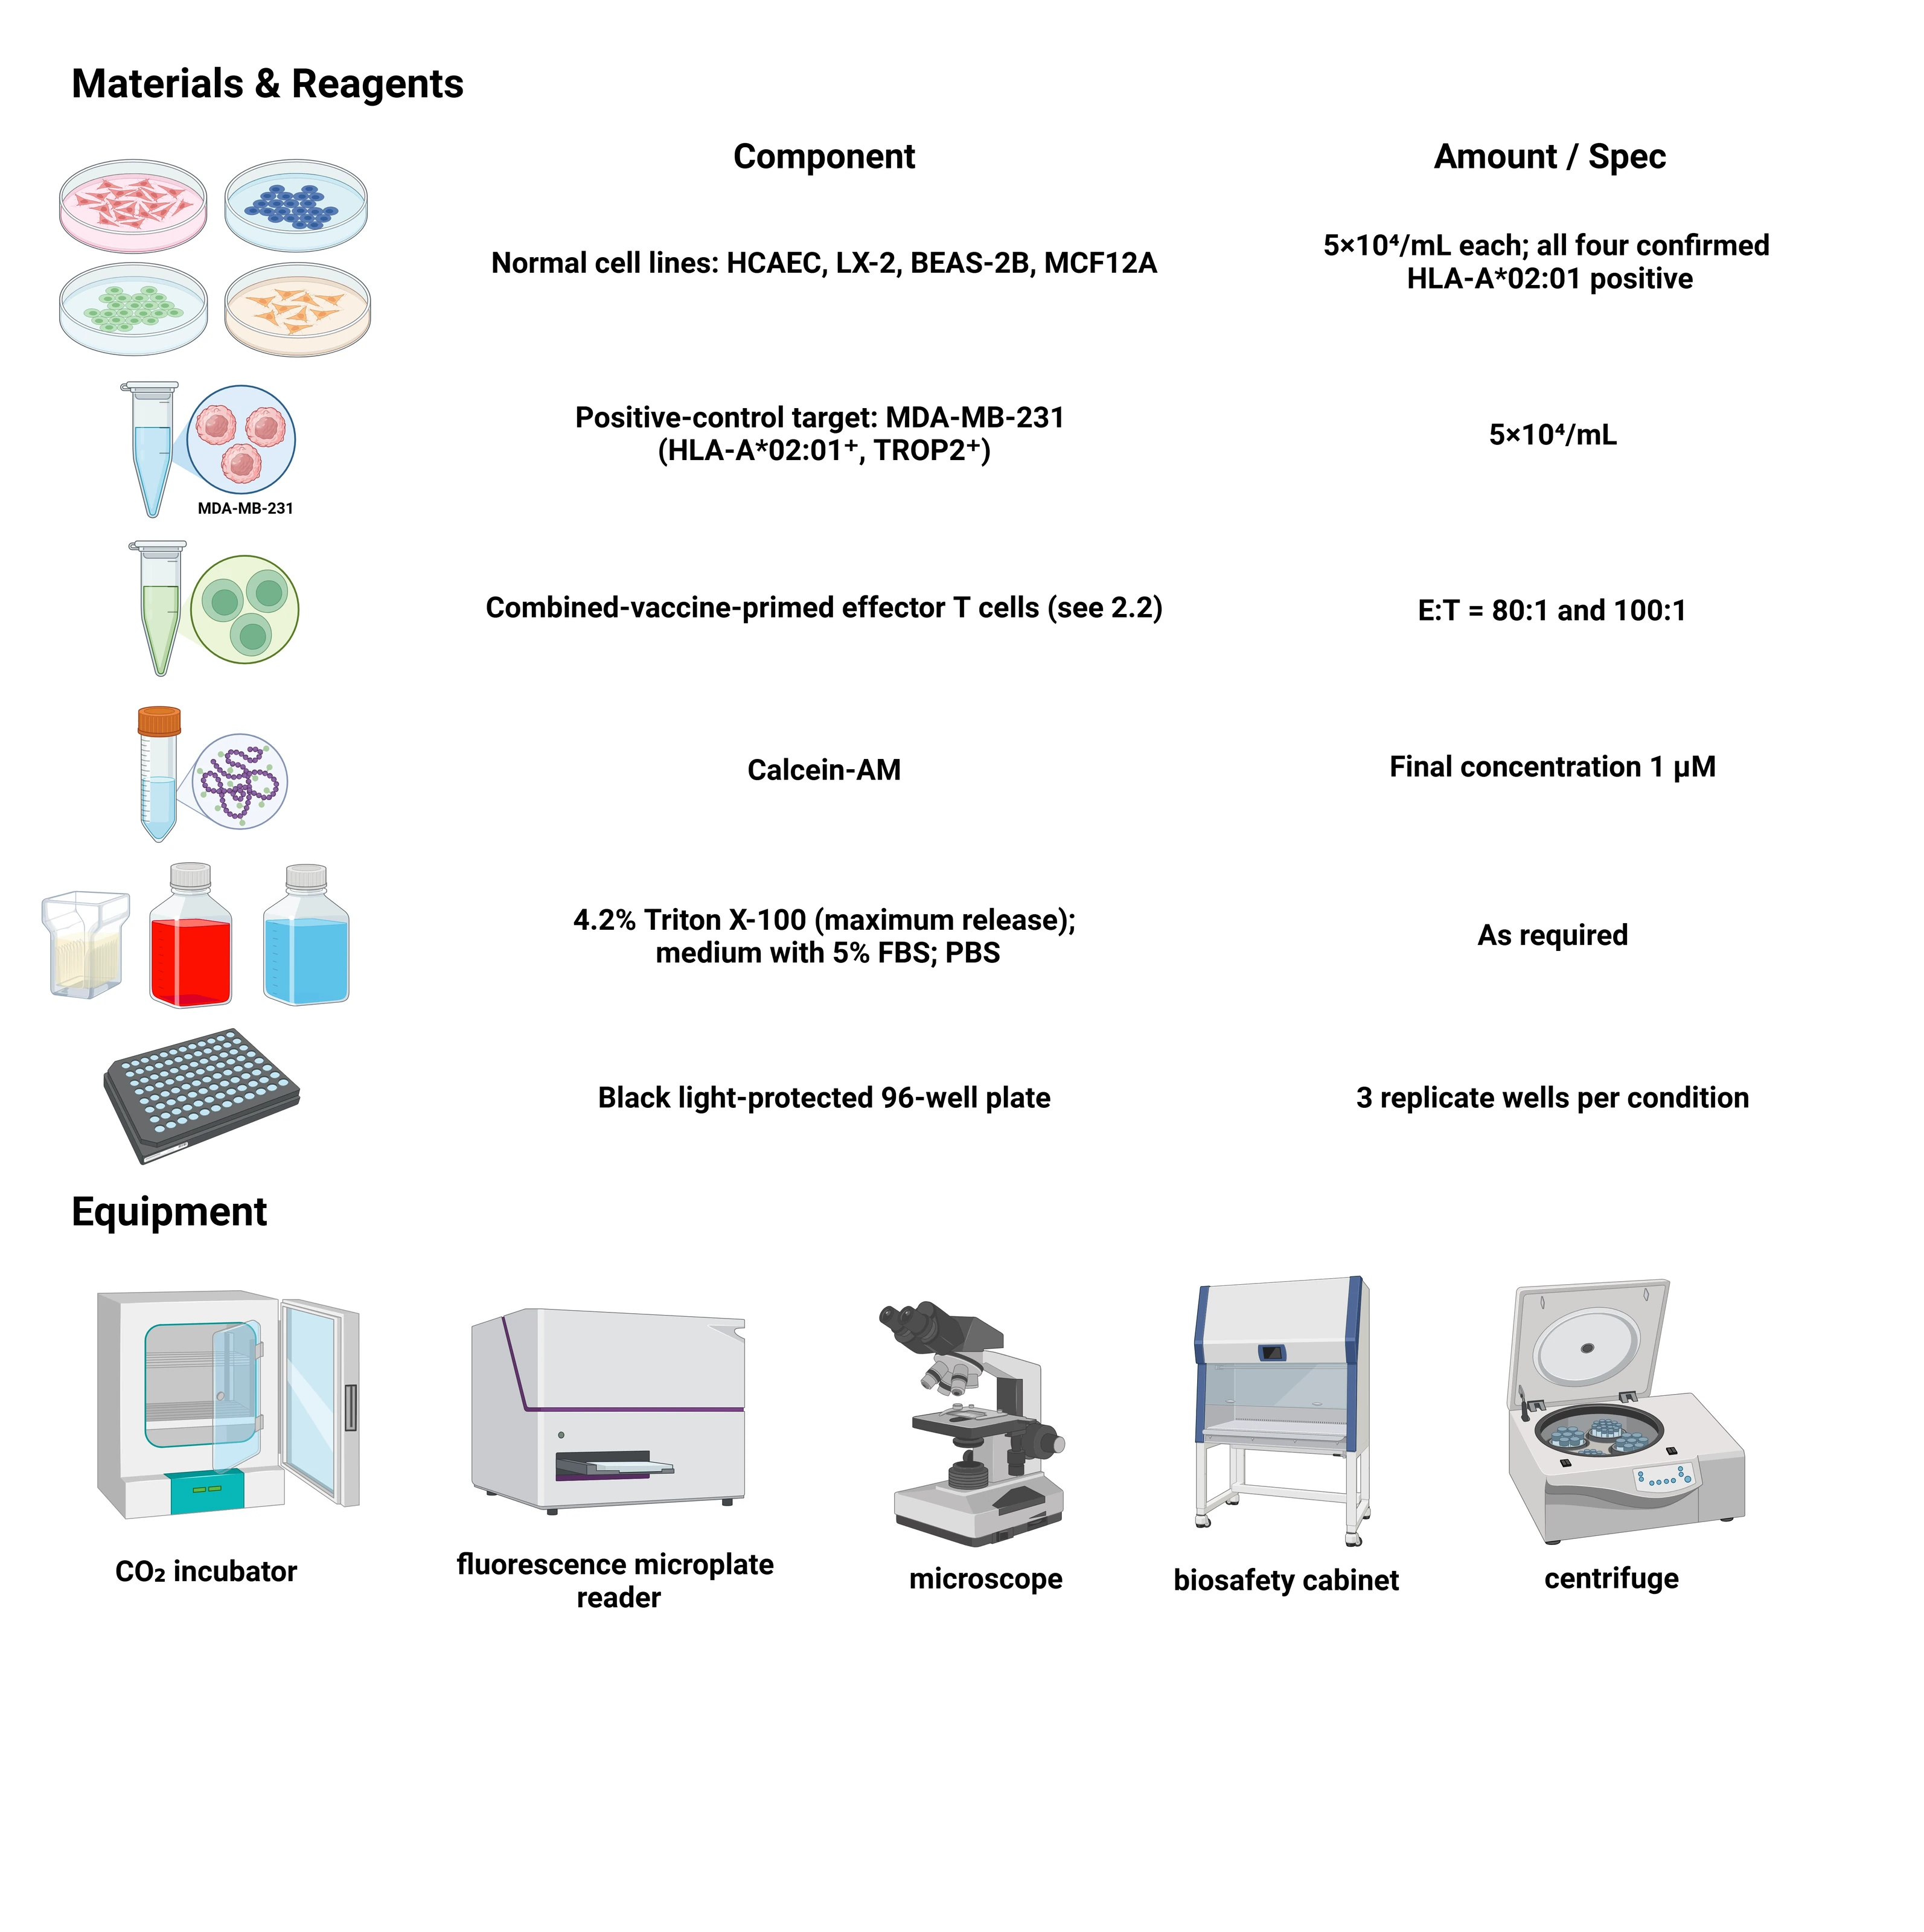 Materials & Reagents
Component
Amount / Spec
Normal cell lines: HCAEC, LX-2, BEAS-2B, MCF12A
5×10⁴/mL each; all four confirmed
HLA-A*02:01 positive
Positive-control target: MDA-MB-231
(HLA-A*02:01⁺, TROP2⁺)
5×10⁴/mL
MDA-MB-231
Combined-vaccine-primed effector T cells (see 2.2)
E:T = 80:1 and 100:1
Calcein-AM
Final concentration 1 µM
4.2% Triton X-100 (maximum release);
medium with 5% FBS; PBS
As required
Black light-protected 96-well plate
3 replicate wells per condition
Equipment
CO₂ incubator
fluorescence microplate
reader
microscope
biosafety cabinet
centrifuge